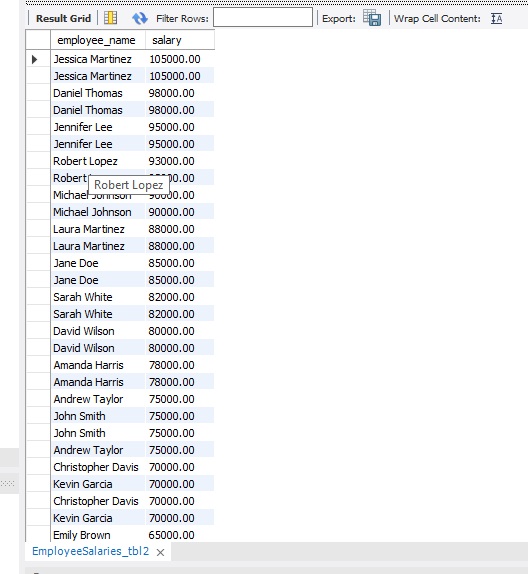 Result Grid Filter Rows: Export: Wrap Cell Content:
employee_name salary
Jessica Martinez 105000.00
Jessica Martinez 105000.00
Daniel Thomas 98000.00
Daniel Thomas 98000.00
Jennifer Lee 95000.00
Jennifer Lee 95000.00
Robert Lopez 93000.00
Robert 000.00
Robert Lopez
Michael Johnson 90000.00
Michael Johnson 90000.00
Laura Martinez 88000.00
Laura Martinez 88000.00
Jane Doe 85000.00
Jane Doe 85000.00
Sarah White 82000.00
Sarah White 82000.00
David Wilson 80000.00
David Wilson 80000.00
Amanda Harris 78000.00
Amanda Harris 78000.00
Andrew Taylor 75000.00
John Smith 75000.00
John Smith 75000.00
Andrew Taylor 75000.00
Christopher Davis 70000.00
Kevin Garcia 70000.00
Christopher Davis 70000.00
Kevin Garcia 70000.00
Emily Brown 65000.00
EmployeeSalaries_tbl2